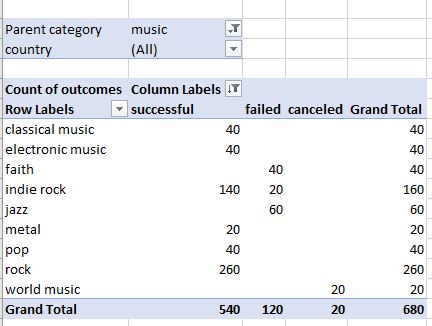 Parent category music
country (All)
Count of outcomes Column Labels
Row Labels successful failed canceled Grand Total
classical music 40 40
electronic music 40 40
faith 40 40
indie rock 140 20 160
jazz 60 60
metal 20 20
pop 40 40
rock 260 260
world music 20 20
Grand Total 540 120 20 680